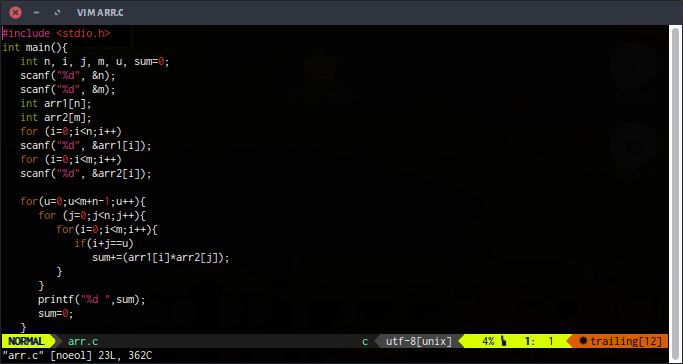 VIM ARR.C
#include <stdio.h>
int main(){
   int n, i, j, m, u, sum=0;
   scanf("%d", &n);
   scanf("%d", &m);
   int arr1[n];
   int arr2[m];
   for (i=0;i<n;i++)
   scanf("%d", &arr1[i]);
   for (i=0;i<m;i++)
   scanf("%d", &arr2[i]);

   for(u=0;u<m+n-1;u++){
      for (j=0;j<n;j++){
         for(i=0;i<m;i++){
            if(i+j==u)
               sum+=(arr1[i]*arr2[j]);
         }
      }
      printf("%d ",sum);
      sum=0;
   }
NORMAL arr.c c utf-8[unix] 4% 1: 1 trailing[12]
"arr.c" [noeol] 23L, 362C